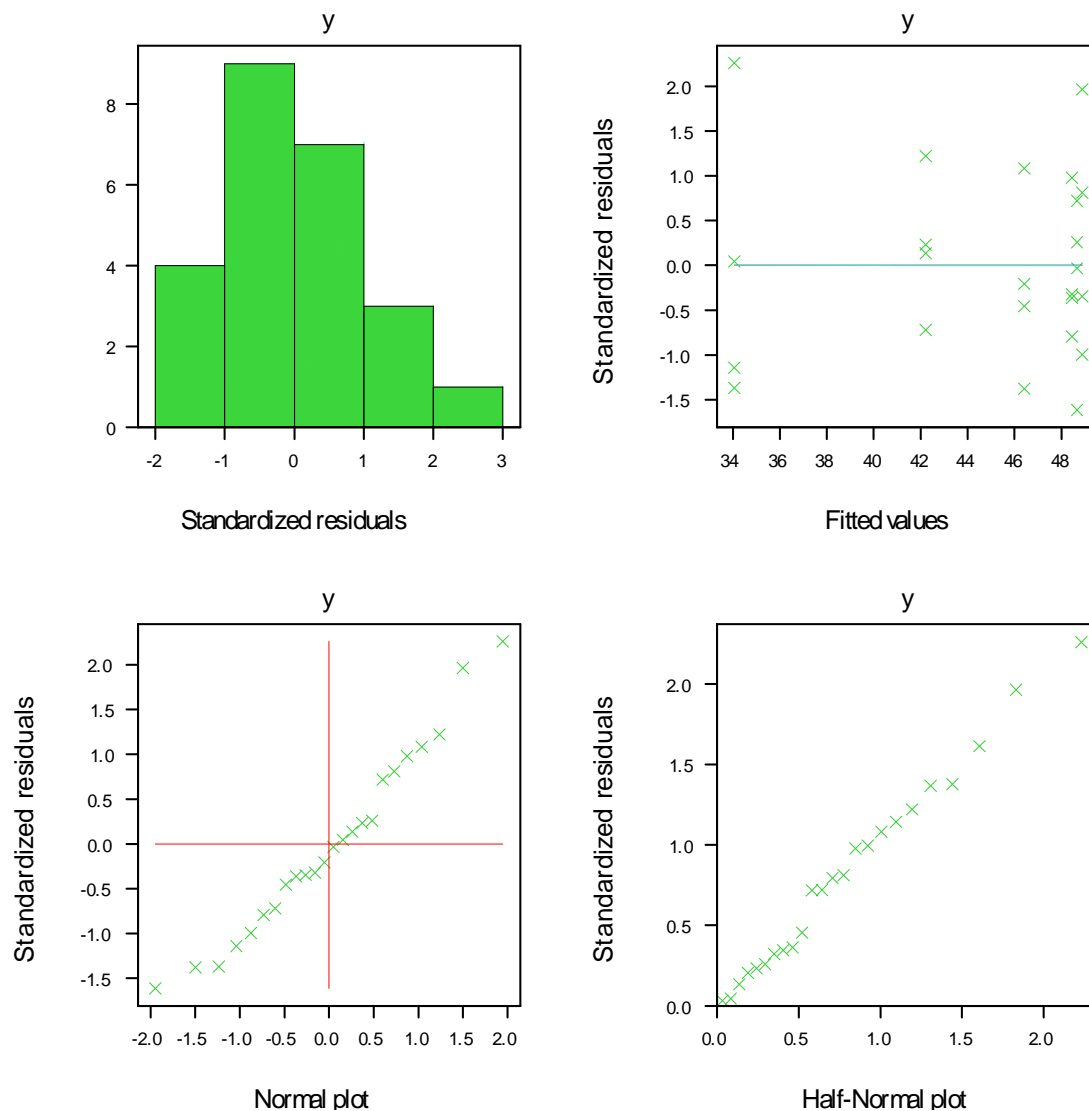 y
Standardized residuals
8
6
4
2
0
-2 -1 0 1 2 3
y
Standardized residuals
2.0
1.5
1.0
0.5
0.0
-0.5
-1.0
-1.5
34 36 38 40 42 44 46 48
Fitted values
y
Standardized residuals
2.0
1.5
1.0
0.5
0.0
-0.5
-1.0
-1.5
-2.0 -1.5 -1.0 -0.5 0.0 0.5 1.0 1.5 2.0
Normal plot
y
Standardized residuals
2.0
1.5
1.0
0.5
0.0
0.0 0.5 1.0 1.5 2.0
Half-Normal plot